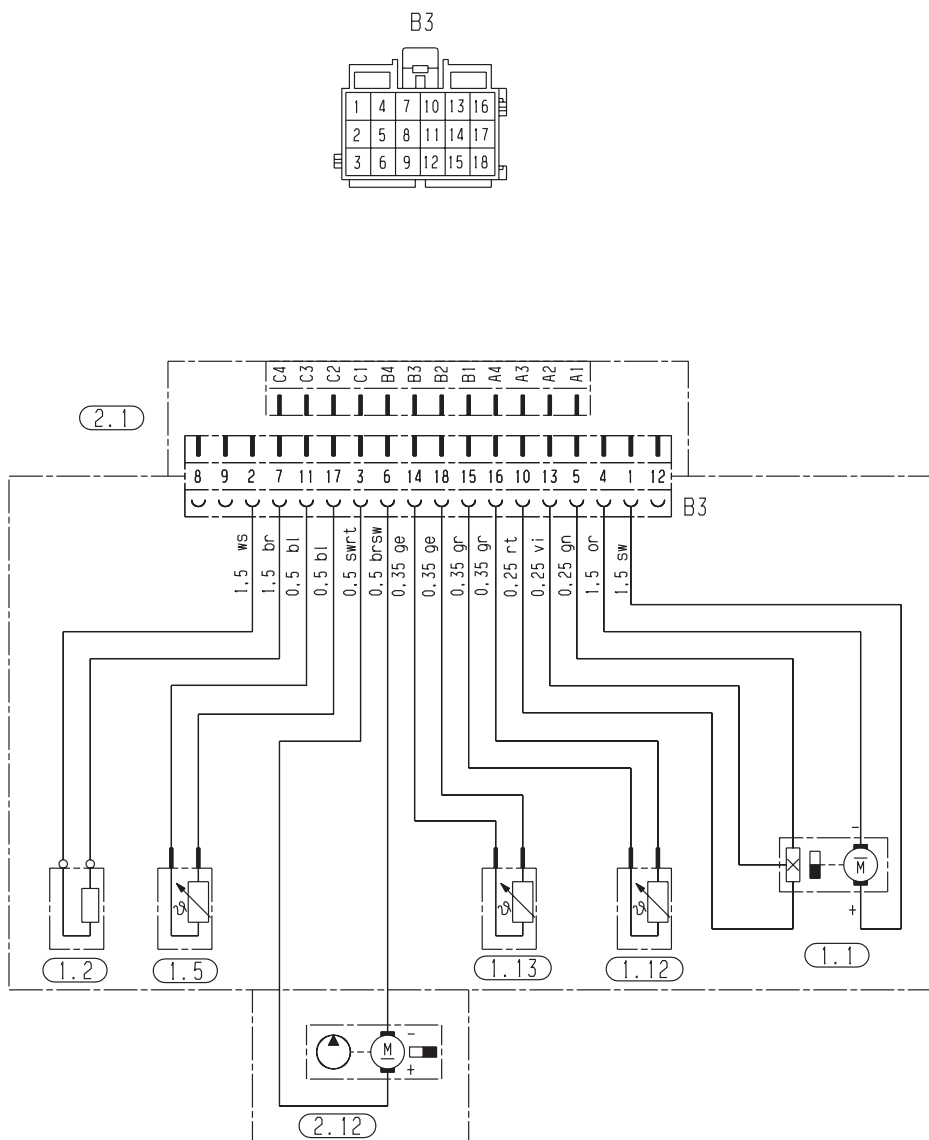 B3
1 4 7 10 13 16
2 5 8 11 14 17
3 6 9 12 15 18
C4 C3 C2 C1 B4 B3 B2 B1 A4 A3 A2 A1
2.1
8 9 2 7 11 17 3 6 14 18 15 16 10 13 5 4 1 12
B3
1,5 ws
1,5 br
0,5 bl
0,5 bl
0,5 swrt
0,5 brsw
0,35 ge
0,35 ge
0,35 gr
0,35 gr
0,25 rt
0,25 vi
0,25 gn
1,5 or
1,5 sw
-
M
+
ϑ
ϑ
ϑ
1.2
1.5
1.13
1.12
1.1
-
M
+
2.12